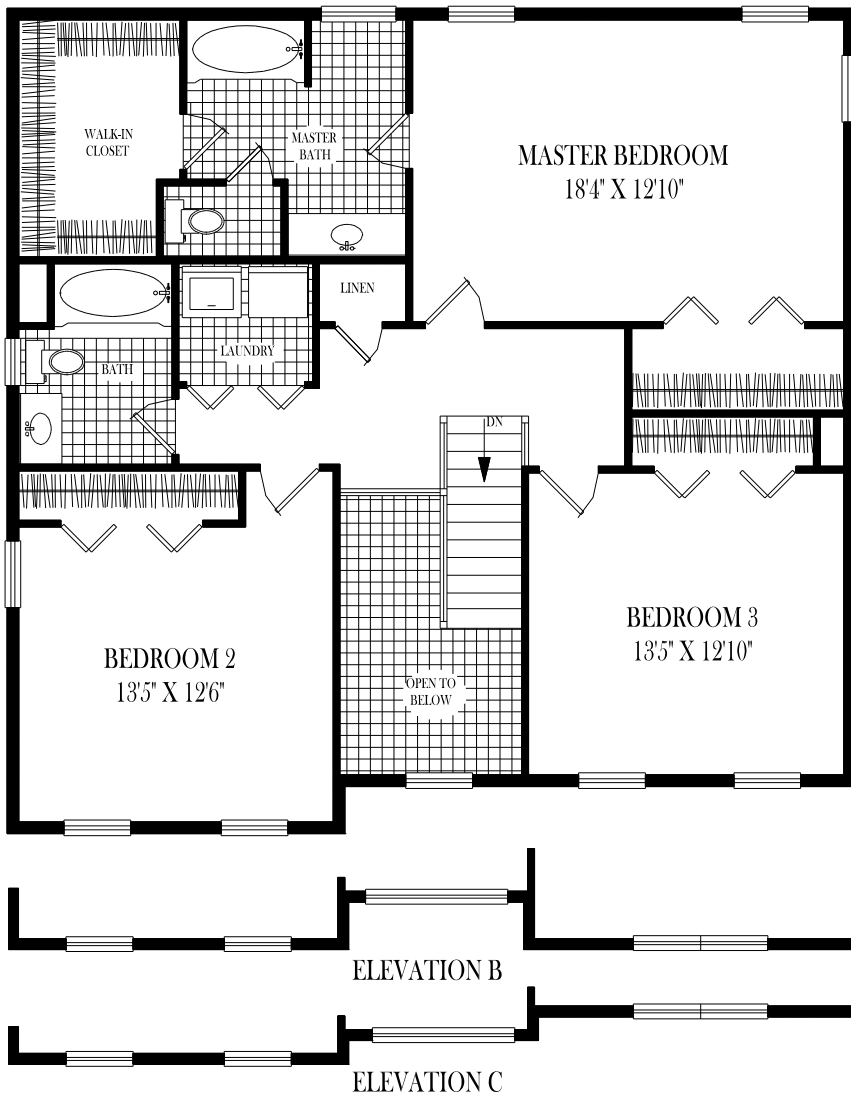 WALK-IN
CLOSET
MASTER
BATH
MASTER BEDROOM
18'4" X 12'10"
LINEN
LAUNDRY
BATH
DN
BEDROOM 3
13'5" X 12'10"
BEDROOM 2
13'5" X 12'6"
OPEN TO
BELOW
ELEVATION B
ELEVATION C